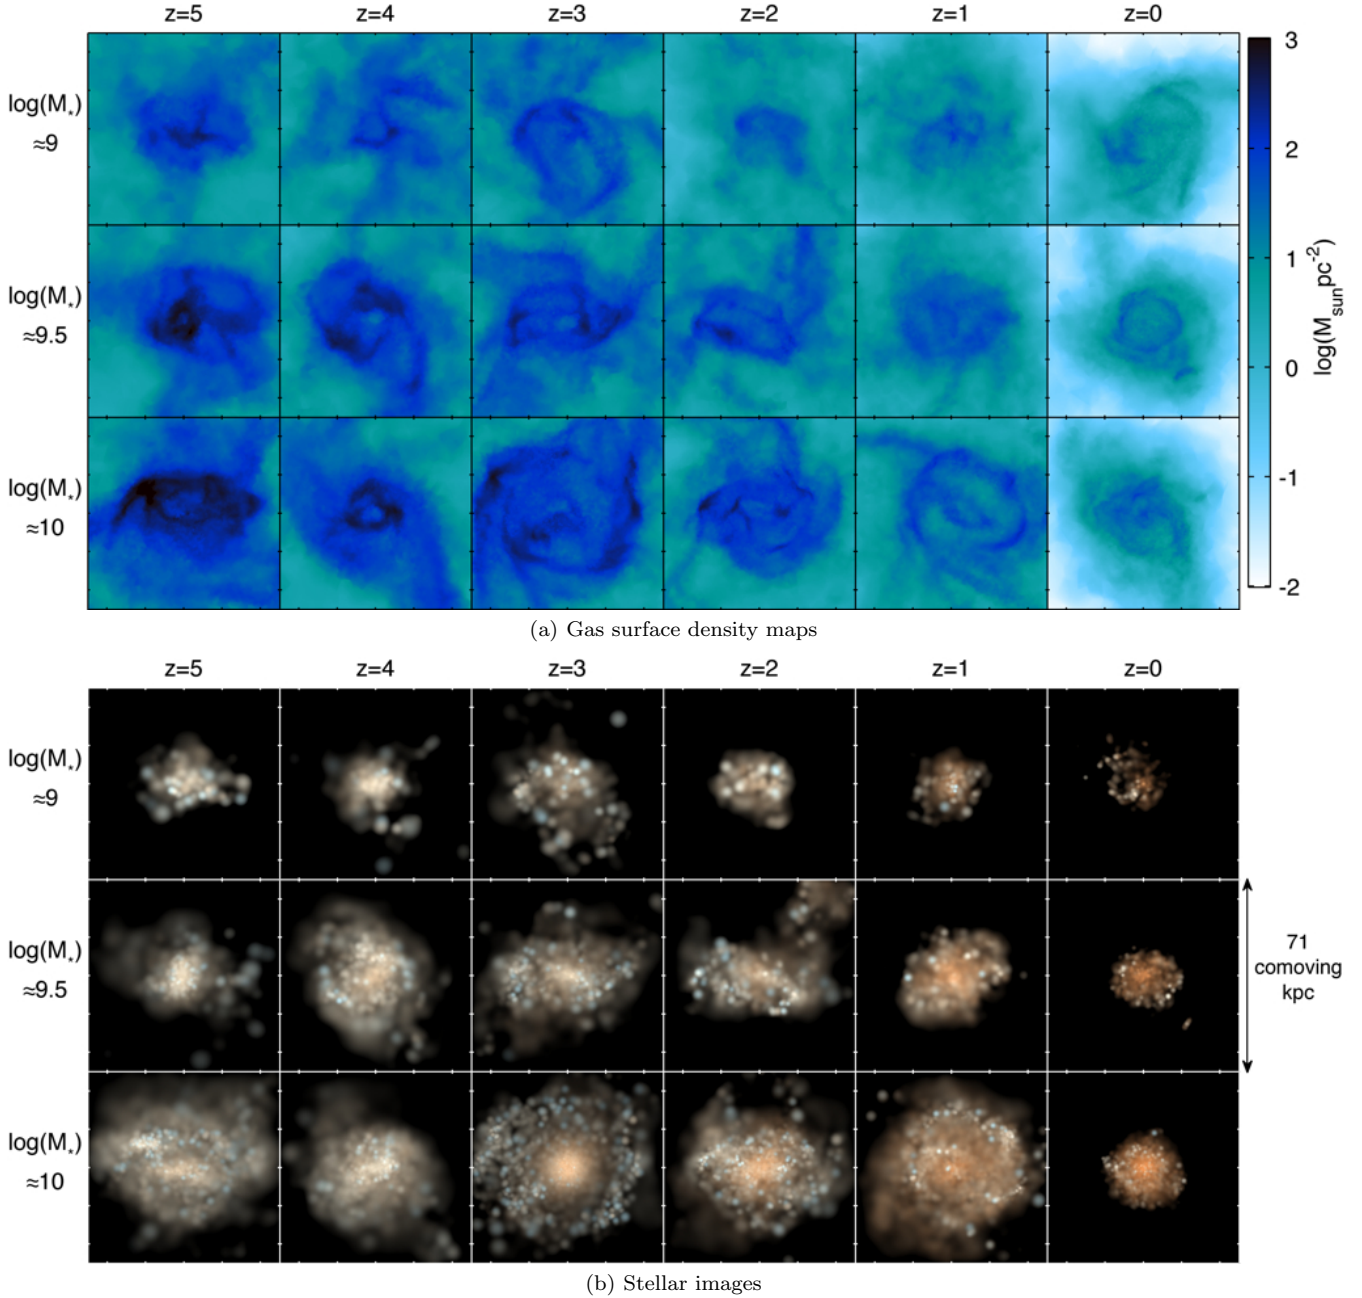 z=5 z=4 z=3 z=2 z=1 z=0
log(M*)
≈9
log(M*)
≈9.5
log(M*)
≈10
3
2
1
0
-1
-2
log(Msunpc-2)
(a) Gas surface density maps
z=5 z=4 z=3 z=2 z=1 z=0
log(M*)
≈9
log(M*)
≈9.5
log(M*)
≈10
71
comoving
kpc
(b) Stellar images